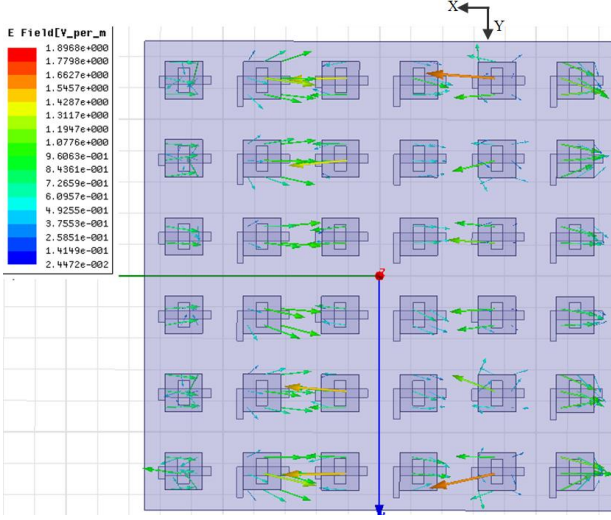 X
Y
E Field[V_per_m
1.8968e+000
1.7798e+000
1.6627e+000
1.5457e+000
1.4287e+000
1.3117e+000
1.1947e+000
1.0776e+000
9.6063e-001
8.4361e-001
7.2659e-001
6.0957e-001
4.9255e-001
3.7553e-001
2.5851e-001
1.4149e-001
2.4472e-002